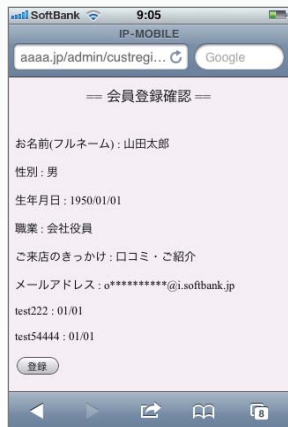 SoftBank 9:05
IP-MOBILE
aaaa.jp/admin/custregi... Google
== 会員登録確認 ==
お名前(フルネーム) : 山田太郎
性別 : 男
生年月日 : 1950/01/01
職業 : 会社役員
ご来店のきっかけ : 口コミ・ご紹介
メールアドレス : o**********@i.softbank.jp
test222 : 01/01
test54444 : 01/01
登録
8